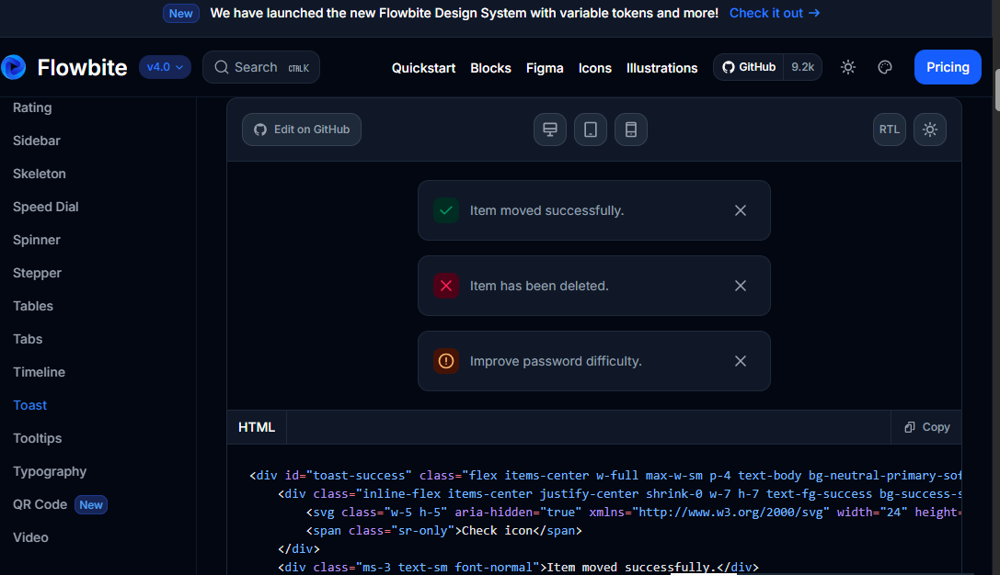 New We have launched the new Flowbite Design System with variable tokens and more! Check it out →
Flowbite v4.0 Search CTRL K Quickstart Blocks Figma Icons Illustrations GitHub 9.2k Pricing
Rating
Sidebar
Skeleton
Speed Dial
Spinner
Stepper
Tables
Tabs
Timeline
Toast
Tooltips
Typography
QR Code New
Video
Edit on GitHub RTL
Item moved successfully.
Item has been deleted.
Improve password difficulty.
HTML Copy
<div id="toast-success" class="flex items-center w-full max-w-sm p-4 text-body bg-neutral-primary-sof
<div class="inline-flex items-center justify-center shrink-0 w-7 h-7 text-fg-success bg-success-s
<svg class="w-5 h-5" aria-hidden="true" xmlns="http://www.w3.org/2000/svg" width="24" height=
<span class="sr-only">Check icon</span>
</div>
<div class="ms-3 text-sm font-normal">Item moved successfully.</div>